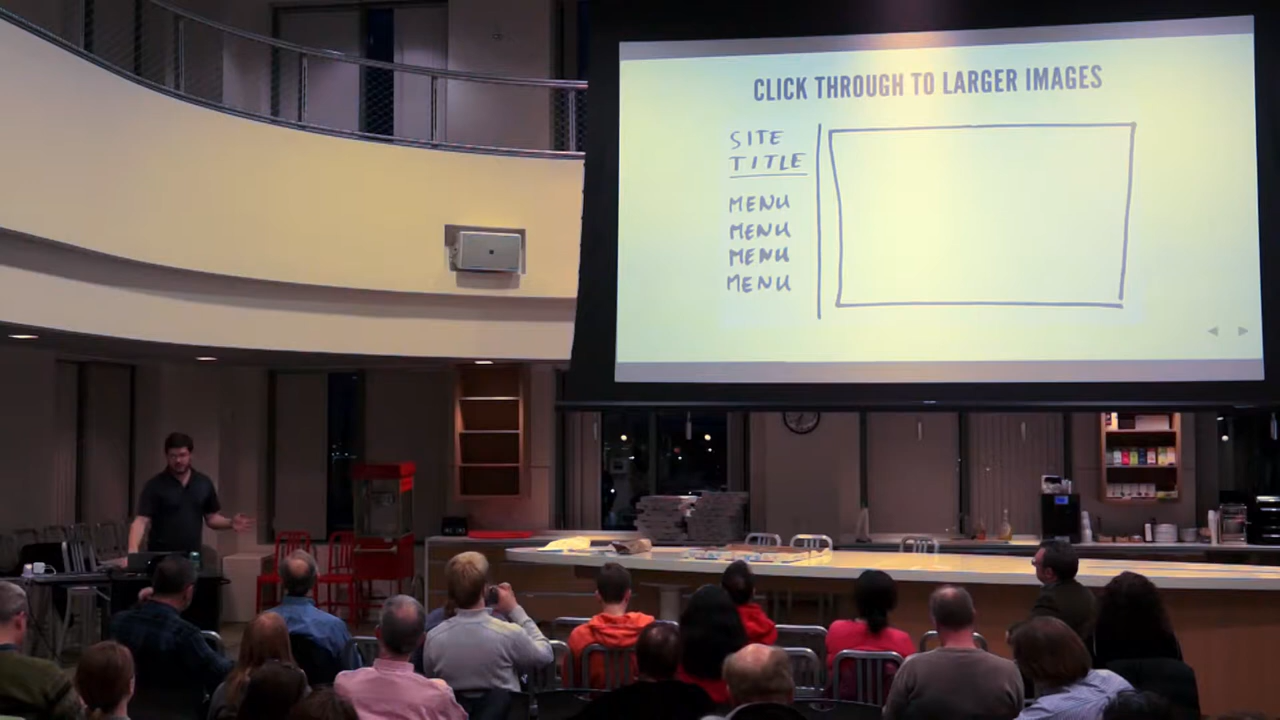 CLICK THROUGH TO LARGER IMAGES
SITE
TITLE
MENU
MENU
MENU
MENU